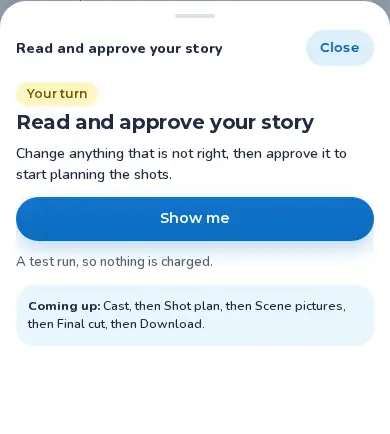 Read and approve your story
Close
Your turn
Read and approve your story
Change anything that is not right, then approve it to
start planning the shots.
Show me
A test run, so nothing is charged.
Coming up: Cast, then Shot plan, then Scene pictures,
then Final cut, then Download.